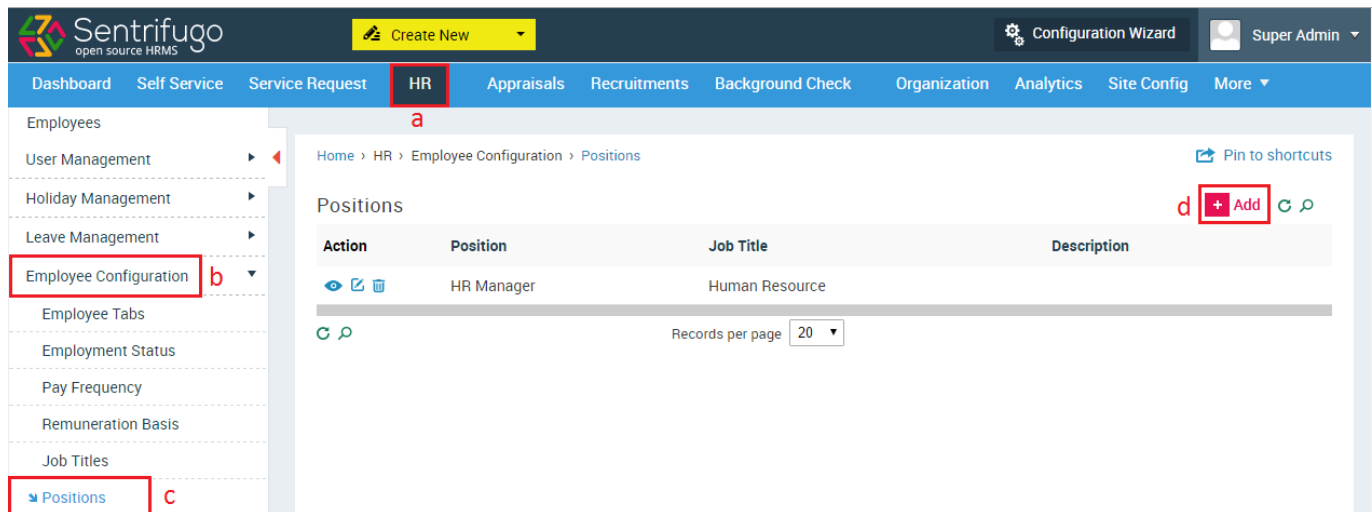 Sentrifugo
open source HRMS
Create New
Configuration Wizard
Super Admin
Dashboard Self Service Service Request HR Appraisals Recruitments Background Check Organization Analytics Site Config More
a
Employees
User Management
Holiday Management
Leave Management
Employee Configuration b
Employee Tabs
Employment Status
Pay Frequency
Remuneration Basis
Job Titles
Positions c
Home › HR › Employee Configuration › Positions
Pin to shortcuts
Positions
d + Add
Action Position Job Title Description
HR Manager Human Resource
Records per page 20